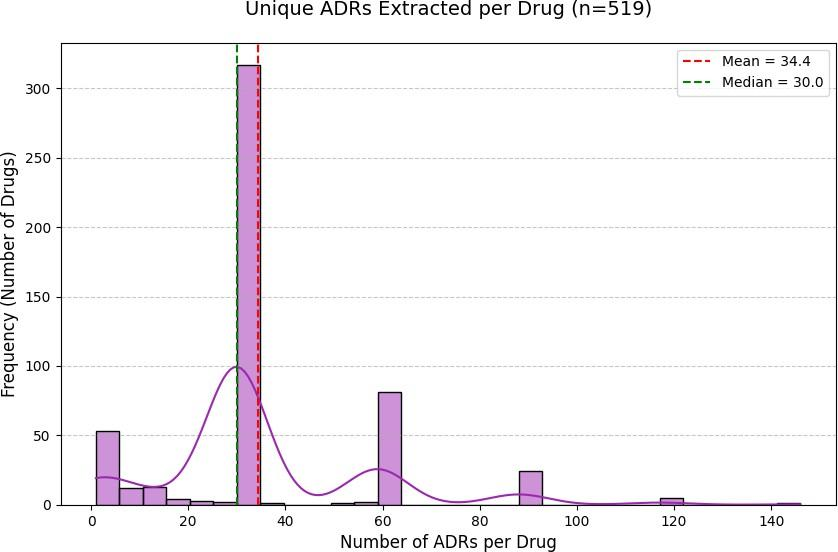 Unique ADRs Extracted per Drug (n=519)
Mean = 34.4
Median = 30.0
Frequency (Number of Drugs)
300
250
200
150
100
50
0
0 20 40 60 80 100 120 140
Number of ADRs per Drug